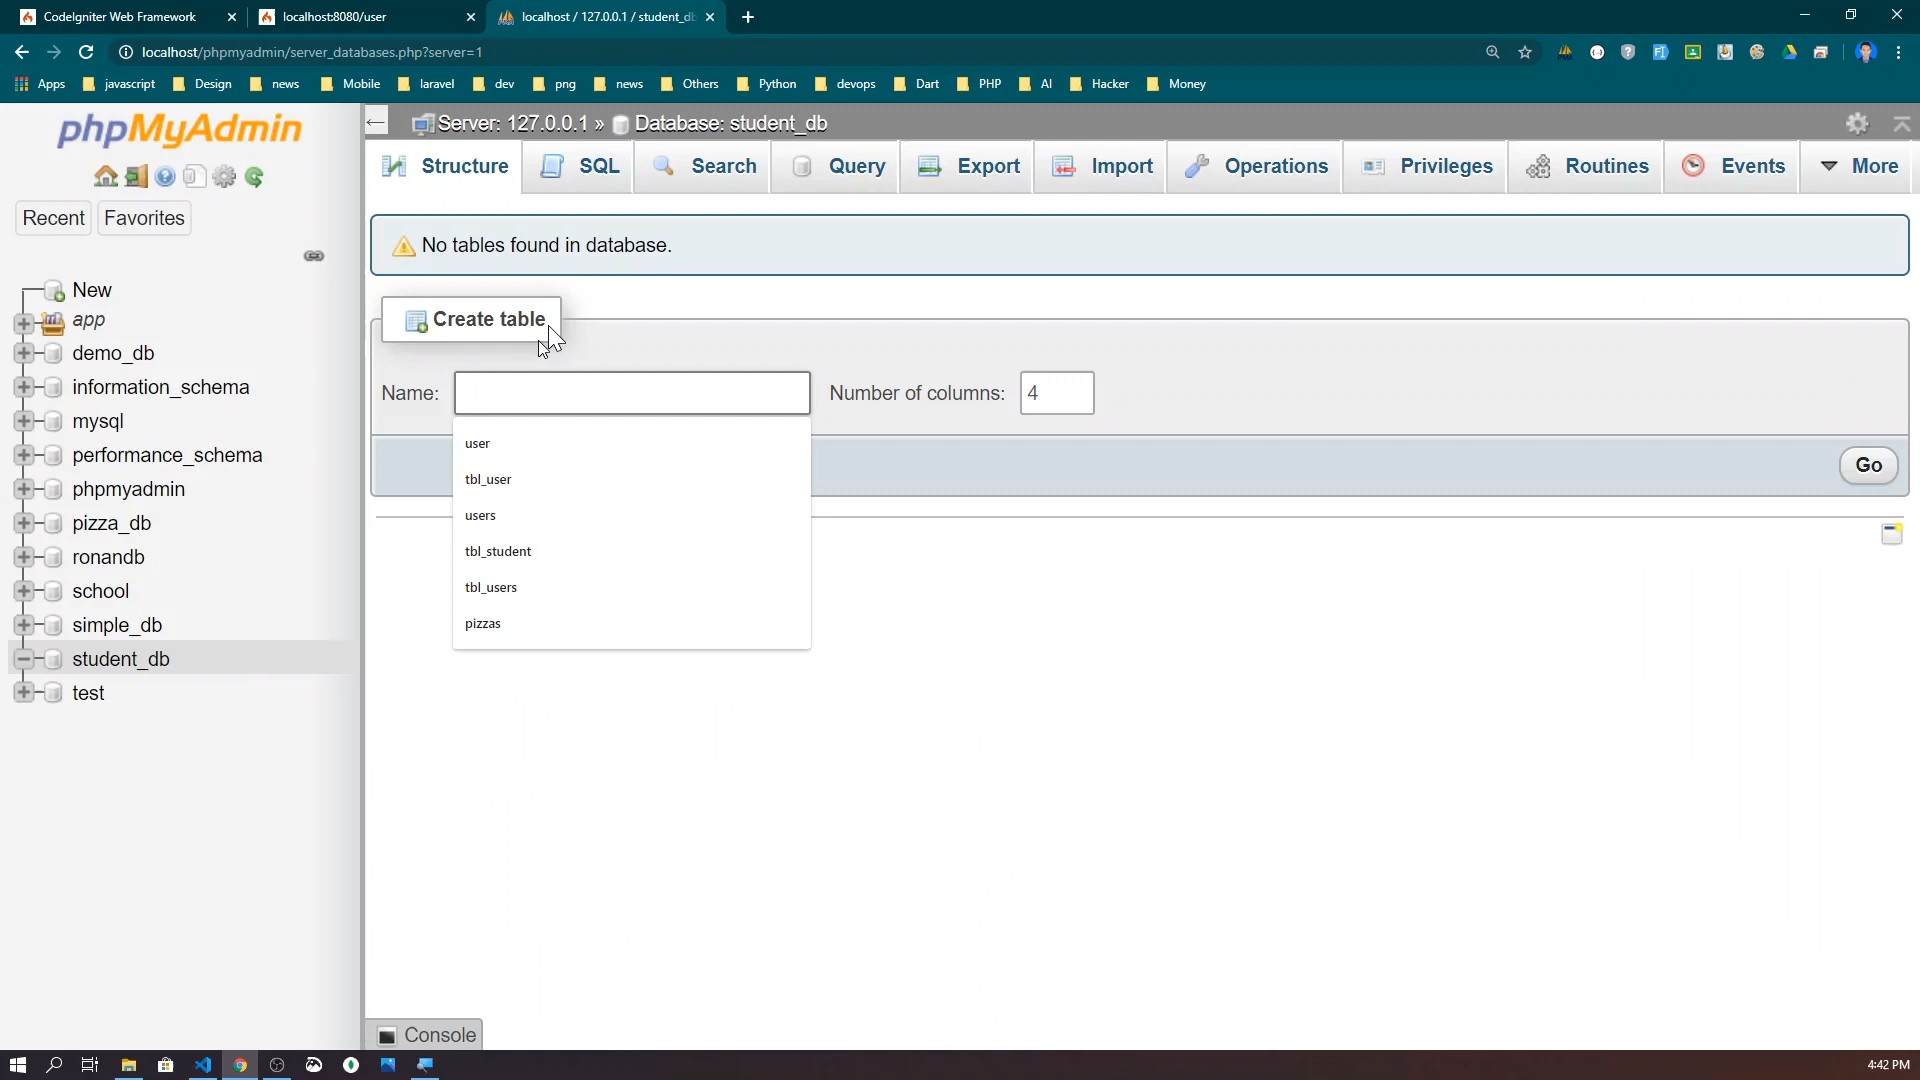 CodeIgniter Web Framework
localhost:8080/user
localhost / 127.0.0.1 / student_db
localhost/phpmyadmin/server_databases.php?server=1
Apps javascript Design news Mobile laravel dev png news Others Python devops Dart PHP AI Hacker Money
phpMyAdmin
Recent Favorites
New
app
demo_db
information_schema
mysql
performance_schema
phpmyadmin
pizza_db
ronandb
school
simple_db
student_db
test
Server: 127.0.0.1 » Database: student_db
Structure SQL Search Query Export Import Operations Privileges Routines Events More
No tables found in database.
Create table
Name: Number of columns: 4
user
tbl_user
users
tbl_student
tbl_users
pizzas
Go
Console
4:42 PM